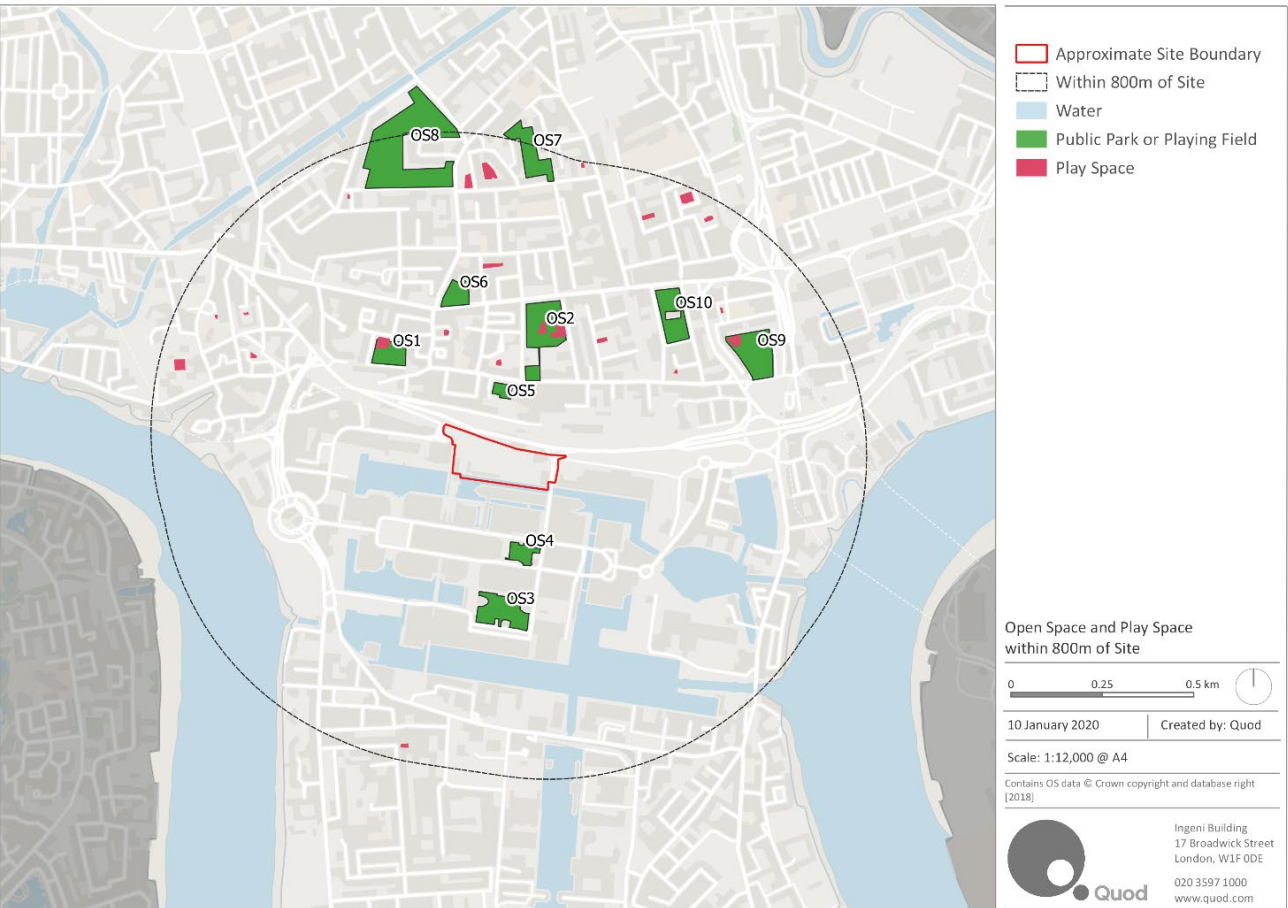 OS8
OS7
OS6
OS10
OS2
OS1
OS9
OS5
OS4
OS3
Approximate Site Boundary
Within 800m of Site
Water
Public Park or Playing Field
Play Space
Open Space and Play Space
within 800m of Site
0 0.25 0.5 km
10 January 2020 Created by: Quod
Scale: 1:12,000 @ A4
Contains OS data © Crown copyright and database right
[2018]
Ingeni Building
17 Broadwick Street
London, W1F 0DE
020 3597 1000
www.quod.com
Quod